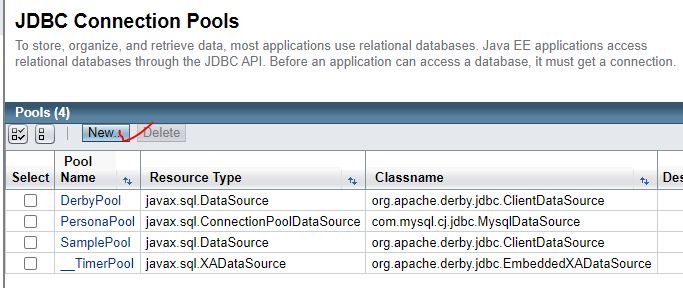 JDBC Connection Pools
To store, organize, and retrieve data, most applications use relational databases. Java EE applications access
relational databases through the JDBC API. Before an application can access a database, it must get a connection.
Pools (4)
New... Delete
Select Pool Name Resource Type Classname Des
DerbyPool javax.sql.DataSource org.apache.derby.jdbc.ClientDataSource
PersonaPool javax.sql.ConnectionPoolDataSource com.mysql.cj.jdbc.MysqlDataSource
SamplePool javax.sql.DataSource org.apache.derby.jdbc.ClientDataSource
__TimerPool javax.sql.XADataSource org.apache.derby.jdbc.EmbeddedXADataSource